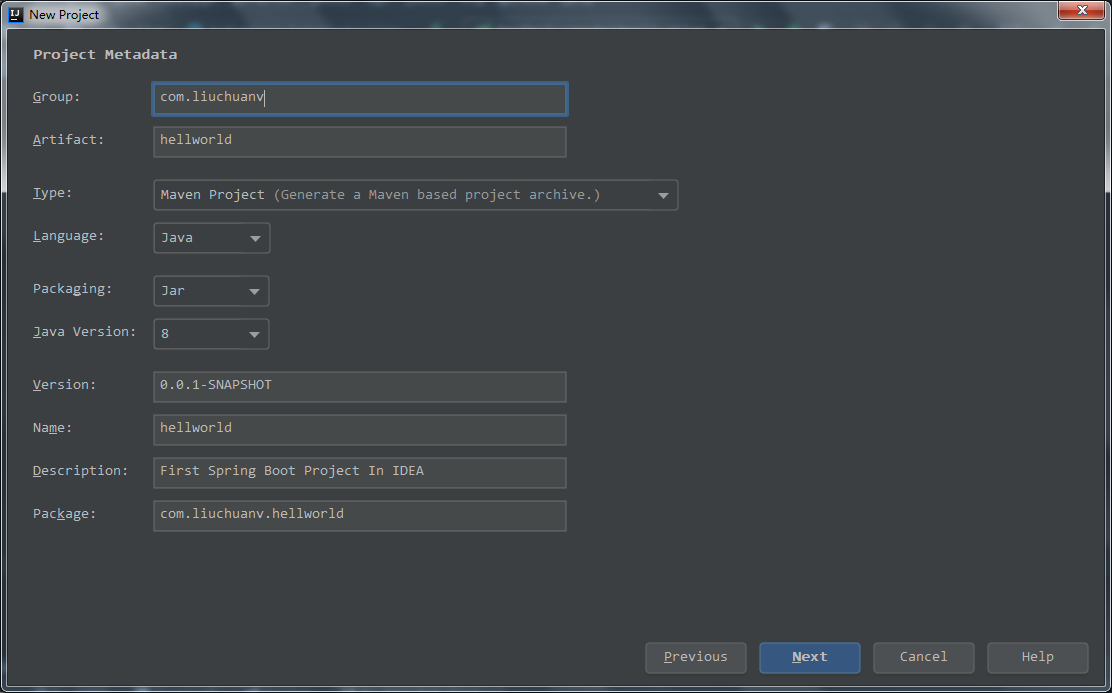 New Project
Project Metadata
Group: com.liuchuanv
Artifact: hellworld
Type: Maven Project (Generate a Maven based project archive.)
Language: Java
Packaging: Jar
Java Version: 8
Version: 0.0.1-SNAPSHOT
Name: hellworld
Description: First Spring Boot Project In IDEA
Package: com.liuchuanv.hellworld
Previous Next Cancel Help